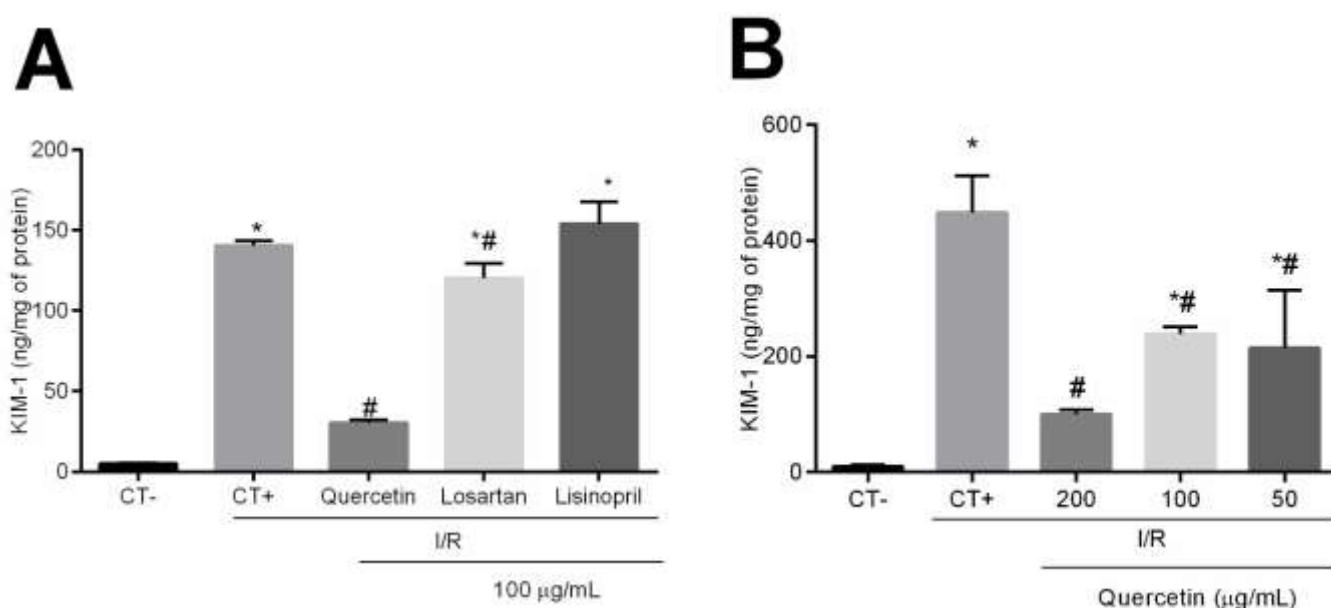 A
KIM-1 (ng/mg of protein)
200
150
100
50
0
*
#
*#
*
CT-
CT+
Quercetin
Losartan
Lisinopril
I/R
100 μg/mL
B
KIM-1 (ng/mg of protein)
600
400
200
0
*
#
*#
*#
CT-
CT+
200
100
50
I/R
Quercetin (μg/mL)